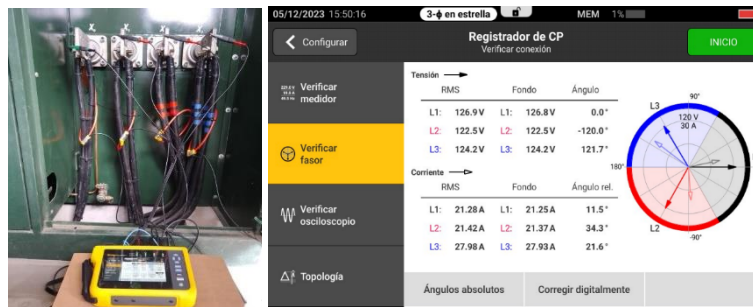 05/12/2023 15:50:16 3-ϕ en estrella MEM 1%
Configurar
Registrador de CP
Verificar conexión
INICIO
Verificar medidor
Verificar fasor
Verificar osciloscopio
Topología
Tensión
RMS Fondo Ángulo
L1: 126.9 V L1: 126.8 V 0.0°
L2: 122.5 V L2: 122.5 V -120.0°
L3: 124.2 V L3: 124.2 V 121.7°
Corriente
RMS Fondo Ángulo rel.
L1: 21.28 A L1: 21.25 A 11.5°
L2: 21.42 A L2: 21.37 A 34.3°
L3: 27.98 A L3: 27.93 A 21.6°
90°
L3
120 V
30 A
180°
L2
-90°
Ángulos absolutos Corregir digitalmente